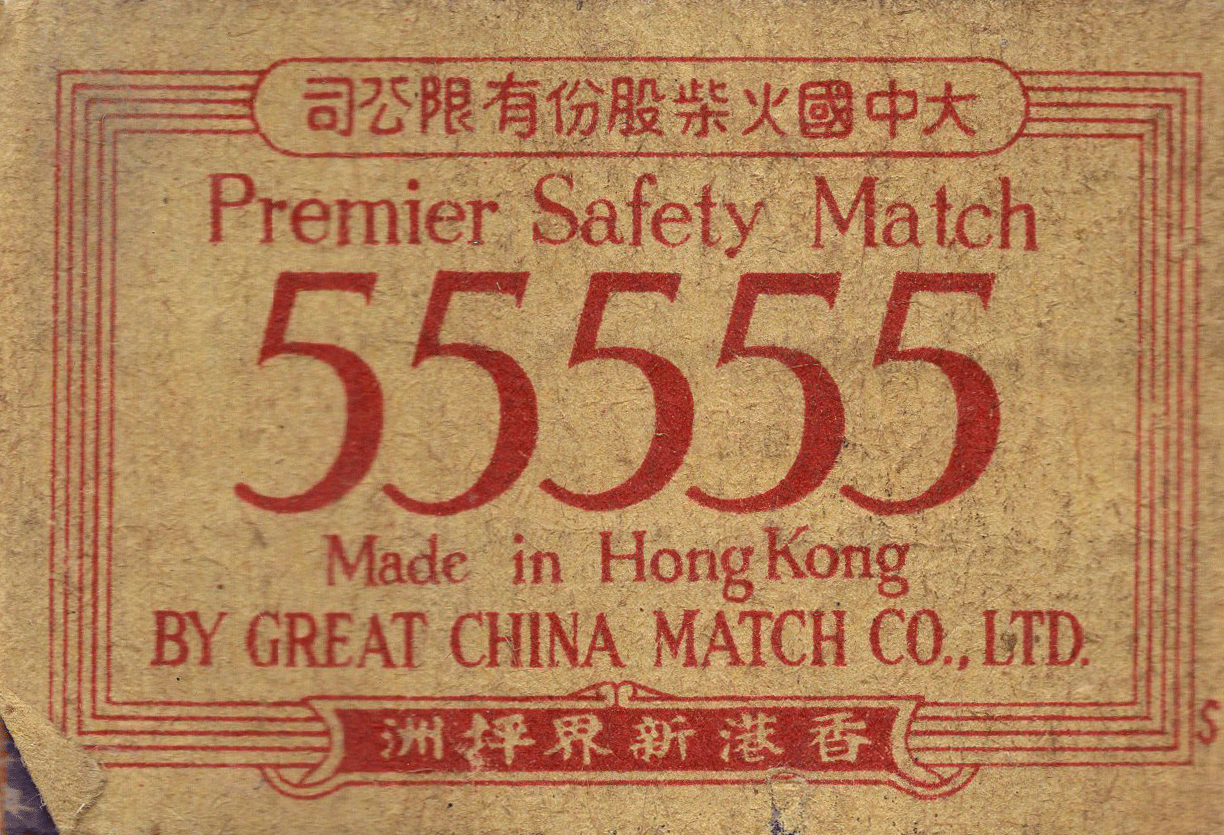 大中國火柴股份有限公司
Premier Safety Match
55555
Made in Hong Kong
BY GREAT CHINA MATCH CO., LTD.
香港新界坪洲